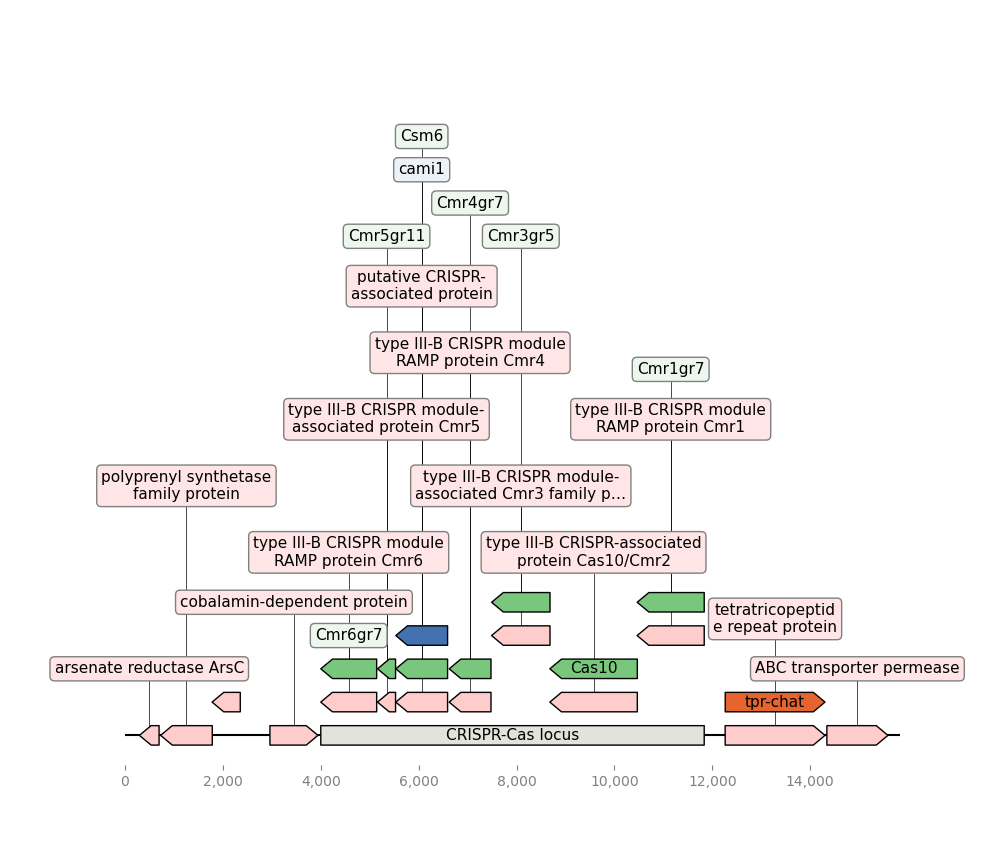 Csm6
cami1
Cmr4gr7
Cmr5gr11
Cmr3gr5
putative CRISPR-
associated protein
type III-B CRISPR module
RAMP protein Cmr4
Cmr1gr7
type III-B CRISPR module-
associated protein Cmr5
type III-B CRISPR module
RAMP protein Cmr1
polyprenyl synthetase
family protein
type III-B CRISPR module-
associated Cmr3 family p...
type III-B CRISPR module
RAMP protein Cmr6
type III-B CRISPR-associated
protein Cas10/Cmr2
cobalamin-dependent protein
tetratricopeptid
e repeat protein
Cmr6gr7
arsenate reductase ArsC
Cas10
ABC transporter permease
tpr-chat
CRISPR-Cas locus
0 2,000 4,000 6,000 8,000 10,000 12,000 14,000